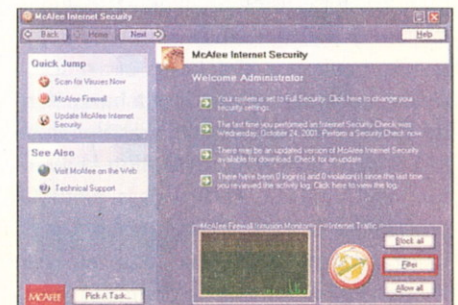 McAfee Internet Security
Back Home Next
Help
McAfee Internet Security
Quick Jump
Scan for Viruses Now
McAfee Firewall
Update McAfee Internet
Security
See Also
Visit McAfee on the Web
Technical Support
Welcome Administrator
Your system is set to Full Security. Click here to change your
security settings.
The last time you performed an Internet Security Check was
Wednesday, October 24, 2001. Perform a Security Check now.
There may be an updated version of McAfee Internet Security
available for download. Check for an update.
There have been 0 login(s) and 0 violation(s) since the last time
you reviewed the activity log. Click here to view the log.
McAfee Firewall Intrusion Monitor
Internet Traffic
Block all
Filter
Allow all
McAfee
Pick A Task...